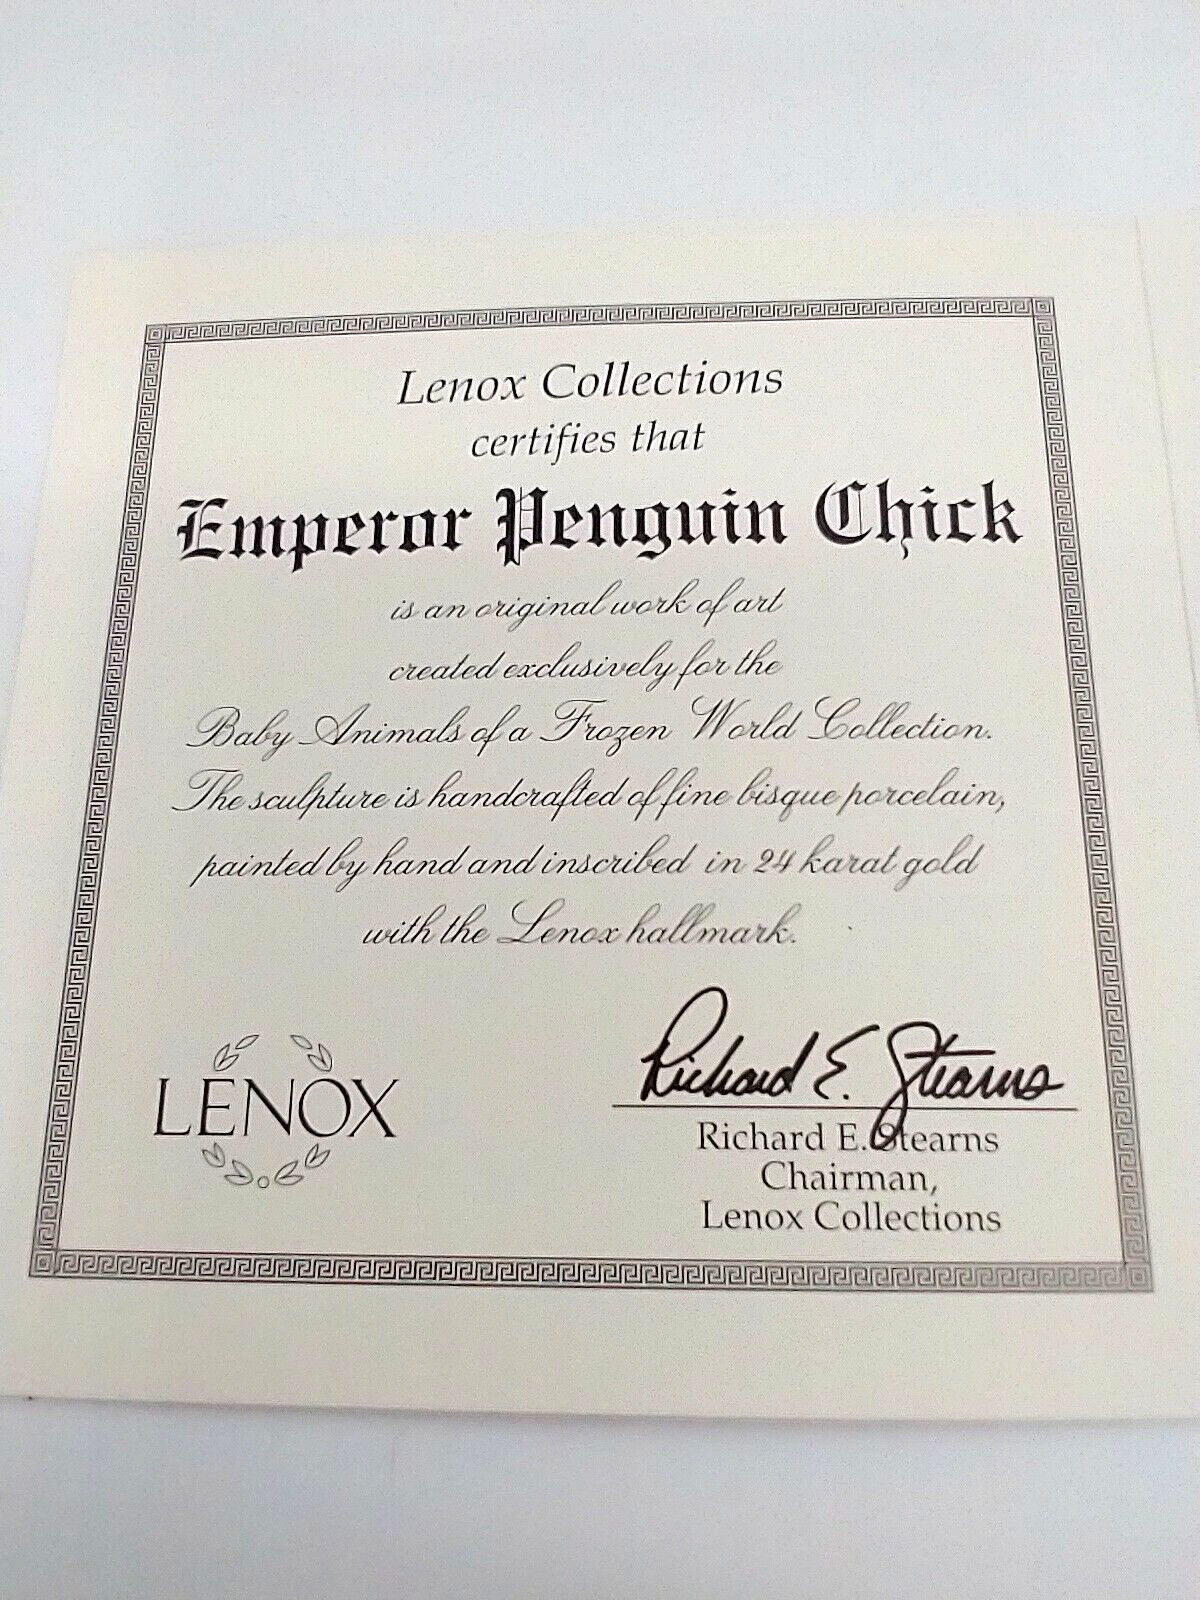 Lenox Collections
certifies that
Emperor Penguin Chick
is an original work of art
created exclusively for the
Baby Animals of a Frozen World Collection.
The sculpture is handcrafted of fine bisque porcelain,
painted by hand and inscribed in 24 karat gold
with the Lenox hallmark.
LENOX
Richard E. Stearns
Richard E. Stearns
Chairman,
Lenox Collections